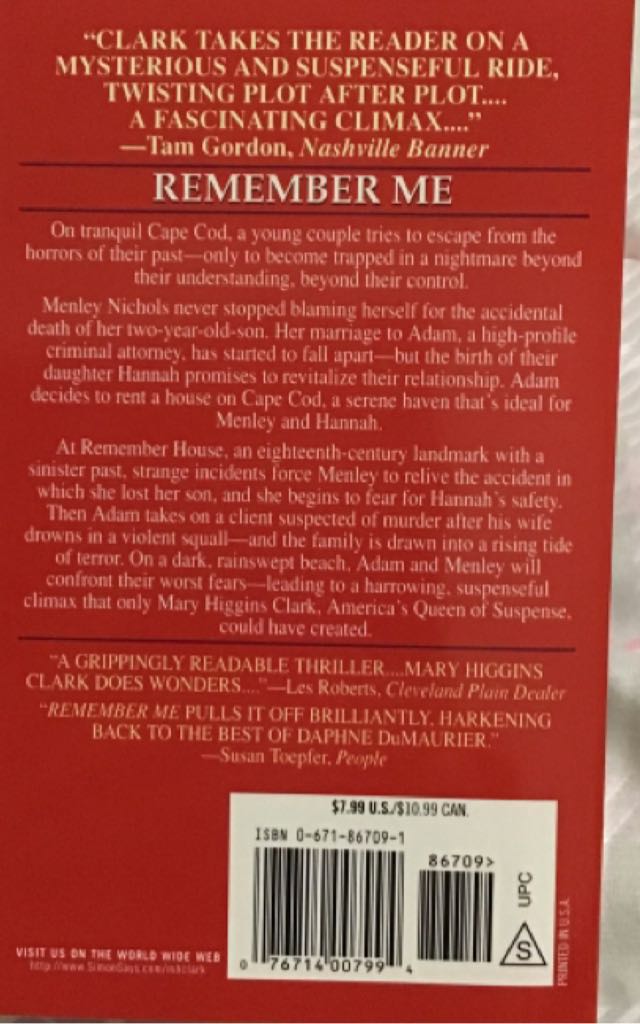 “CLARK TAKES THE READER ON A
MYSTERIOUS AND SUSPENSEFUL RIDE,
TWISTING PLOT AFTER PLOT....
A FASCINATING CLIMAX....”
—Tam Gordon, Nashville Banner
REMEMBER ME
On tranquil Cape Cod, a young couple tries to escape from the
horrors of their past—only to become trapped in a nightmare beyond
their understanding, beyond their control.
Menley Nichols never stopped blaming herself for the accidental
death of her two-year-old-son. Her marriage to Adam, a high-profile
criminal attorney, has started to fall apart—but the birth of their
daughter Hannah promises to revitalize their relationship. Adam
decides to rent a house on Cape Cod, a serene haven that's ideal for
Menley and Hannah.
At Remember House, an eighteenth-century landmark with a
sinister past, strange incidents force Menley to relive the accident in
which she lost her son, and she begins to fear for Hannah's safety.
Then Adam takes on a client suspected of murder after his wife
drowns in a violent squall—and the family is drawn into a rising tide
of terror. On a dark, rainswept beach, Adam and Menley will
confront their worst fears—leading to a harrowing, suspenseful
climax that only Mary Higgins Clark, America's Queen of Suspense,
could have created.
“A GRIPPINGLY READABLE THRILLER....MARY HIGGINS
CLARK DOES WONDERS....”—Les Roberts, Cleveland Plain Dealer
“REMEMBER ME PULLS IT OFF BRILLIANTLY, HARKENING
BACK TO THE BEST OF DAPHNE DuMAURIER.”
—Susan Toepfer, People
$7.99 U.S./$10.99 CAN.
ISBN 0-671-86709-1
86709>
UPC
S
0 76714 00799 4
PRINTED IN U.S.A.
VISIT US ON THE WORLD WIDE WEB
http://www.SimonSays.com/mhclark